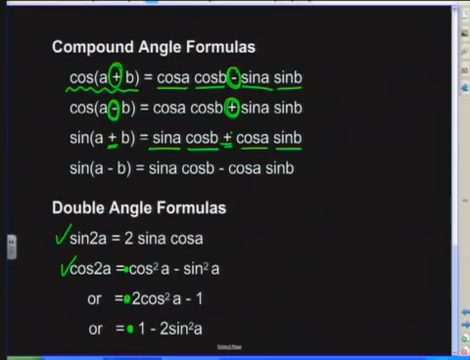 Compound Angle Formulas
cos(a + b) = cosa cosb - sina sinb
cos(a - b) = cosa cosb + sina sinb
sin(a + b) = sina cosb + cosa sinb
sin(a - b) = sina cosb - cosa sinb
Double Angle Formulas
sin2a = 2 sina cosa
cos2a = cos² a - sin² a
or = 2cos² a - 1
or = 1 - 2sin²a